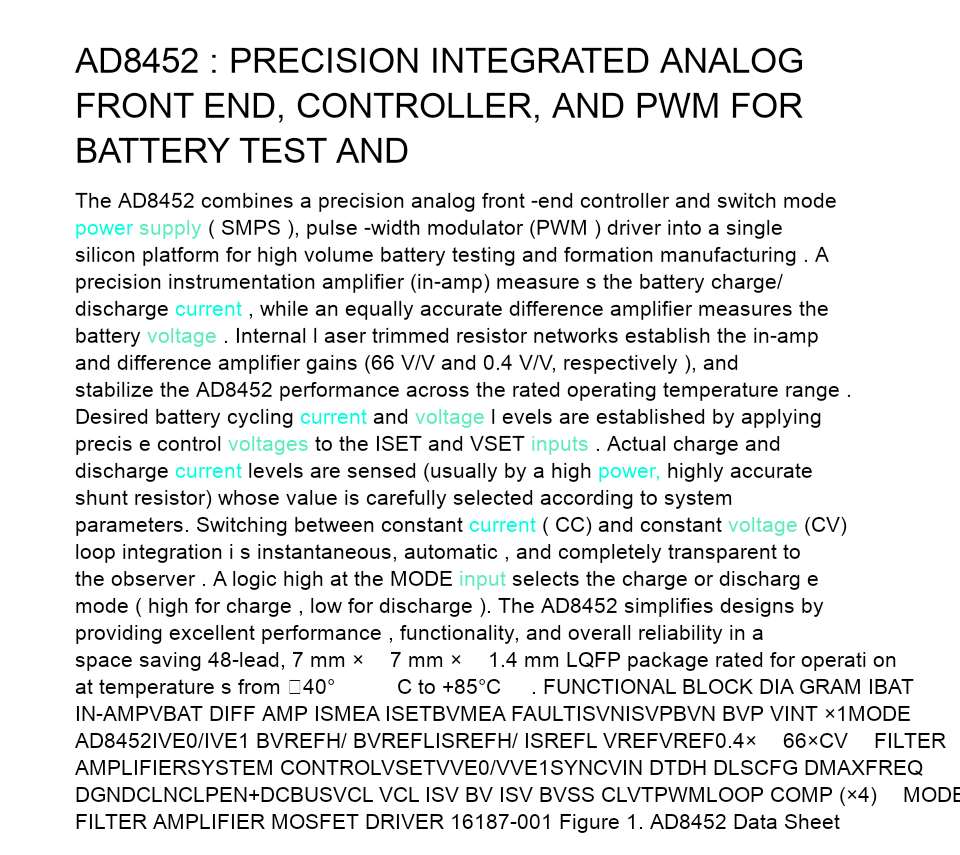 AD8452 : PRECISION INTEGRATED ANALOG
FRONT END, CONTROLLER, AND PWM FOR
BATTERY TEST AND
The AD8452 combines a precision analog front -end controller and switch mode
power supply ( SMPS ), pulse -width modulator (PWM ) driver into a single
silicon platform for high volume battery testing and formation manufacturing . A
precision instrumentation amplifier (in-amp) measure s the battery charge/
discharge current , while an equally accurate difference amplifier measures the
battery voltage . Internal l aser trimmed resistor networks establish the in-amp
and difference amplifier gains (66 V/V and 0.4 V/V, respectively ), and
stabilize the AD8452 performance across the rated operating temperature range .
Desired battery cycling current and voltage l evels are established by applying
precis e control voltages to the ISET and VSET inputs . Actual charge and
discharge current levels are sensed (usually by a high power, highly accurate
shunt resistor) whose value is carefully selected according to system
parameters. Switching between constant current ( CC) and constant voltage (CV)
loop integration i s instantaneous, automatic , and completely transparent to
the observer . A logic high at the MODE input selects the charge or discharg e
mode ( high for charge , low for discharge ). The AD8452 simplifies designs by
providing excellent performance , functionality, and overall reliability in a
space saving 48-lead, 7 mm × 7 mm × 1.4 mm LQFP package rated for operati on
at temperature s from □40° C to +85°C . FUNCTIONAL BLOCK DIA GRAM IBAT
IN-AMPVBAT DIFF AMP ISMEA ISETBVMEA FAULTISVNISVPBVN BVP VINT ×1MODE
AD8452IVE0/IVE1 BVREFH/ BVREFLISREFH/ ISREFL VREFVREF0.4× 66×CV FILTER
AMPLIFIERSYSTEM CONTROLVSETVVE0/VVE1SYNCVIN DTDH DLSCFG DMAXFREQ
DGNDCLNCLPEN+DCBUSVCL VCL ISV BV ISV BVSS CLVTPWMLOOP COMP (×4) MODE
FILTER AMPLIFIER MOSFET DRIVER 16187-001 Figure 1. AD8452 Data Sheet